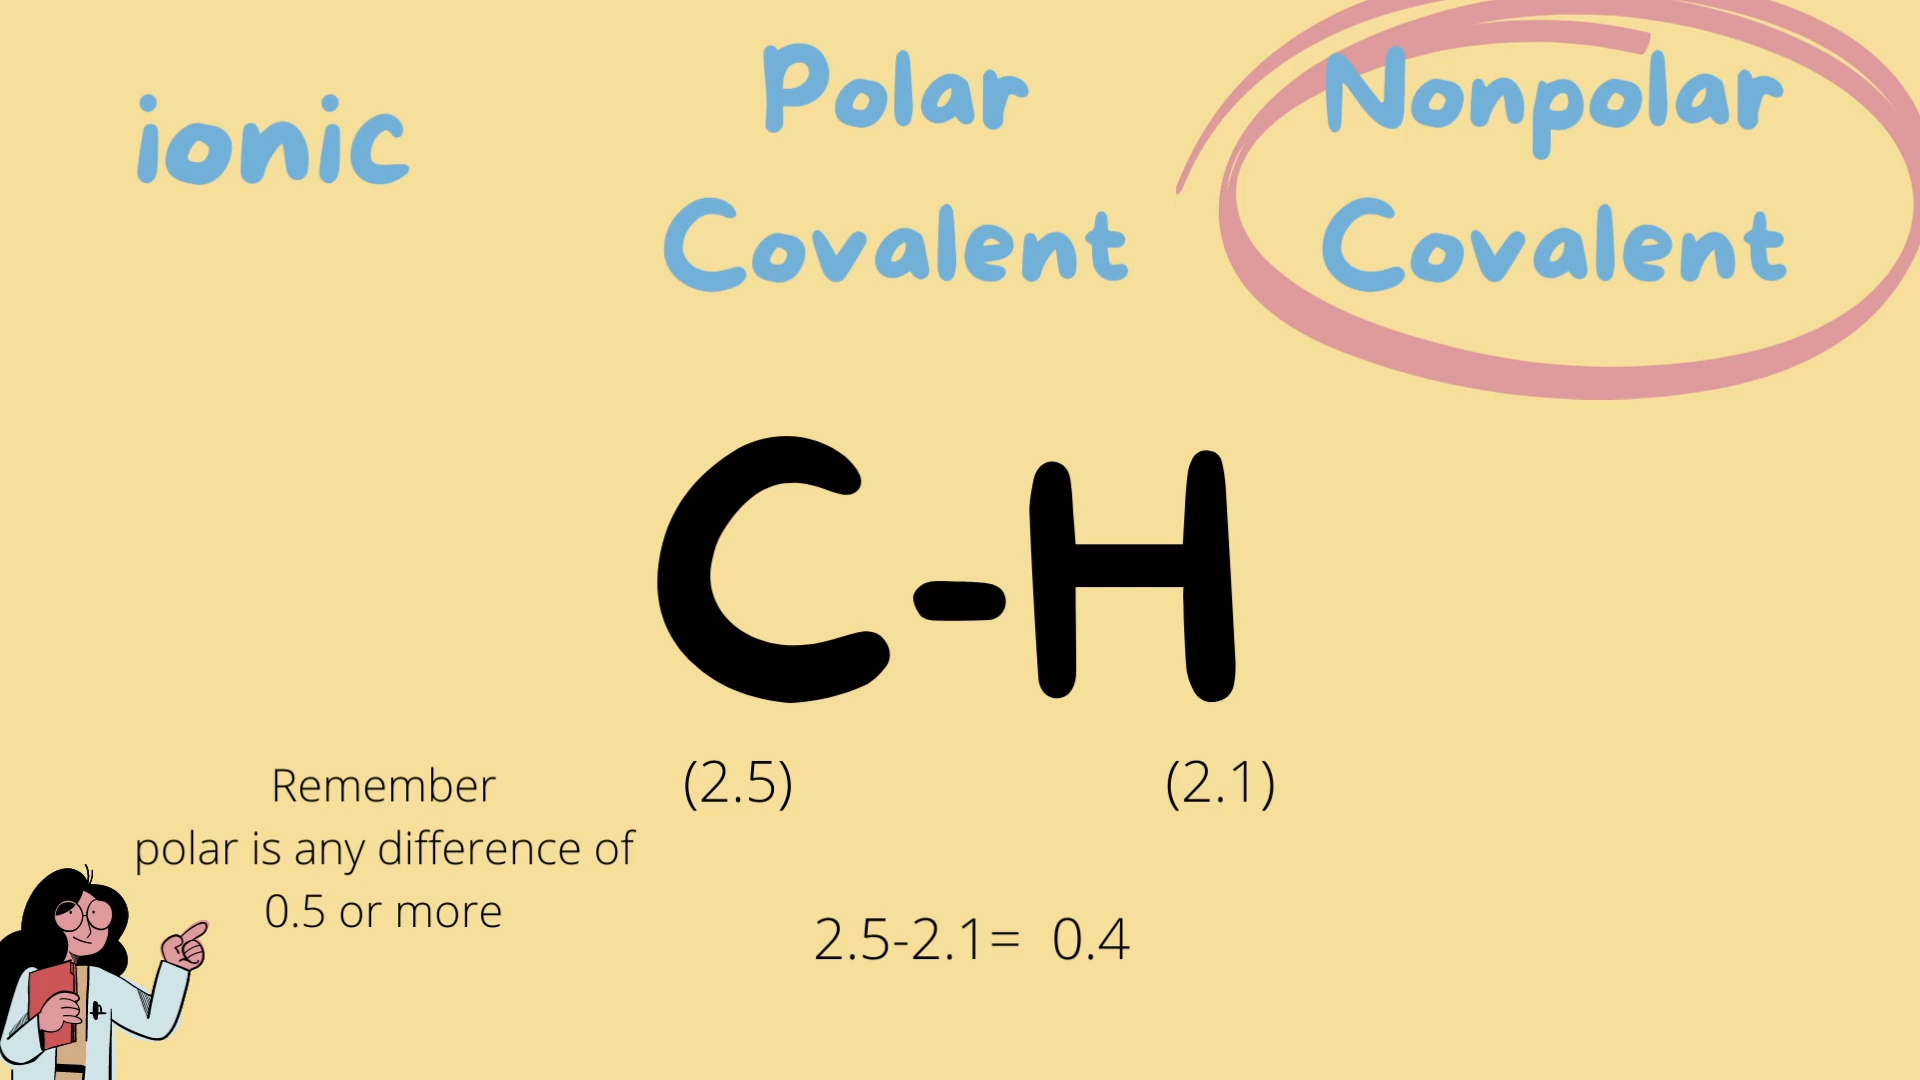 ionic
Polar
Covalent
Nonpolar
Covalent
C-H
(2.5)
(2.1)
Remember
polar is any difference of
0.5 or more
2.5-2.1= 0.4